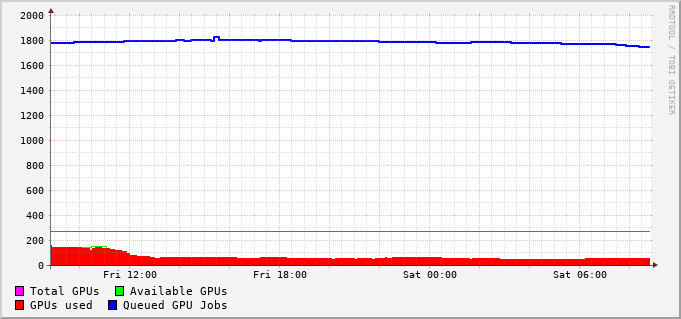 2000
1800
1600
1400
1200
1000
800
600
400
200
0
Fri 12:00 Fri 18:00 Sat 00:00 Sat 06:00
Total GPUs Available GPUs
GPUs used Queued GPU Jobs
RRDTOOL / TOBI OETIKER